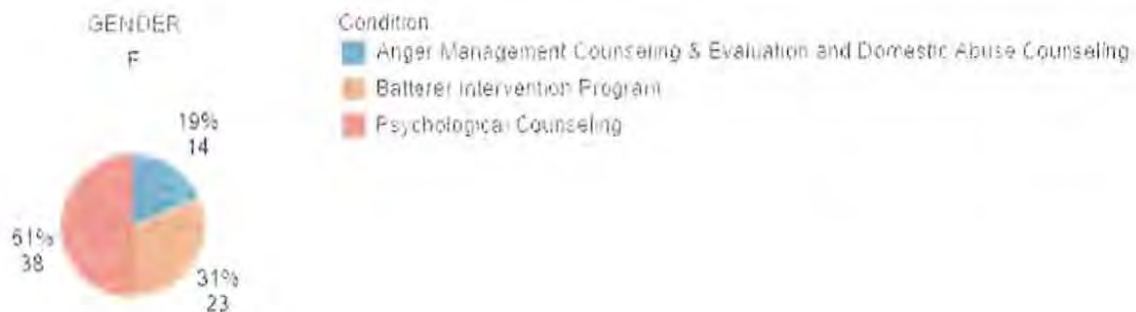 GENDER
F
Condition
Anger Management Counseling & Evaluation and Domestic Abuse Counseling
Batterer Intervention Program
Psychological Counseling
19%
14
51%
38
31%
23